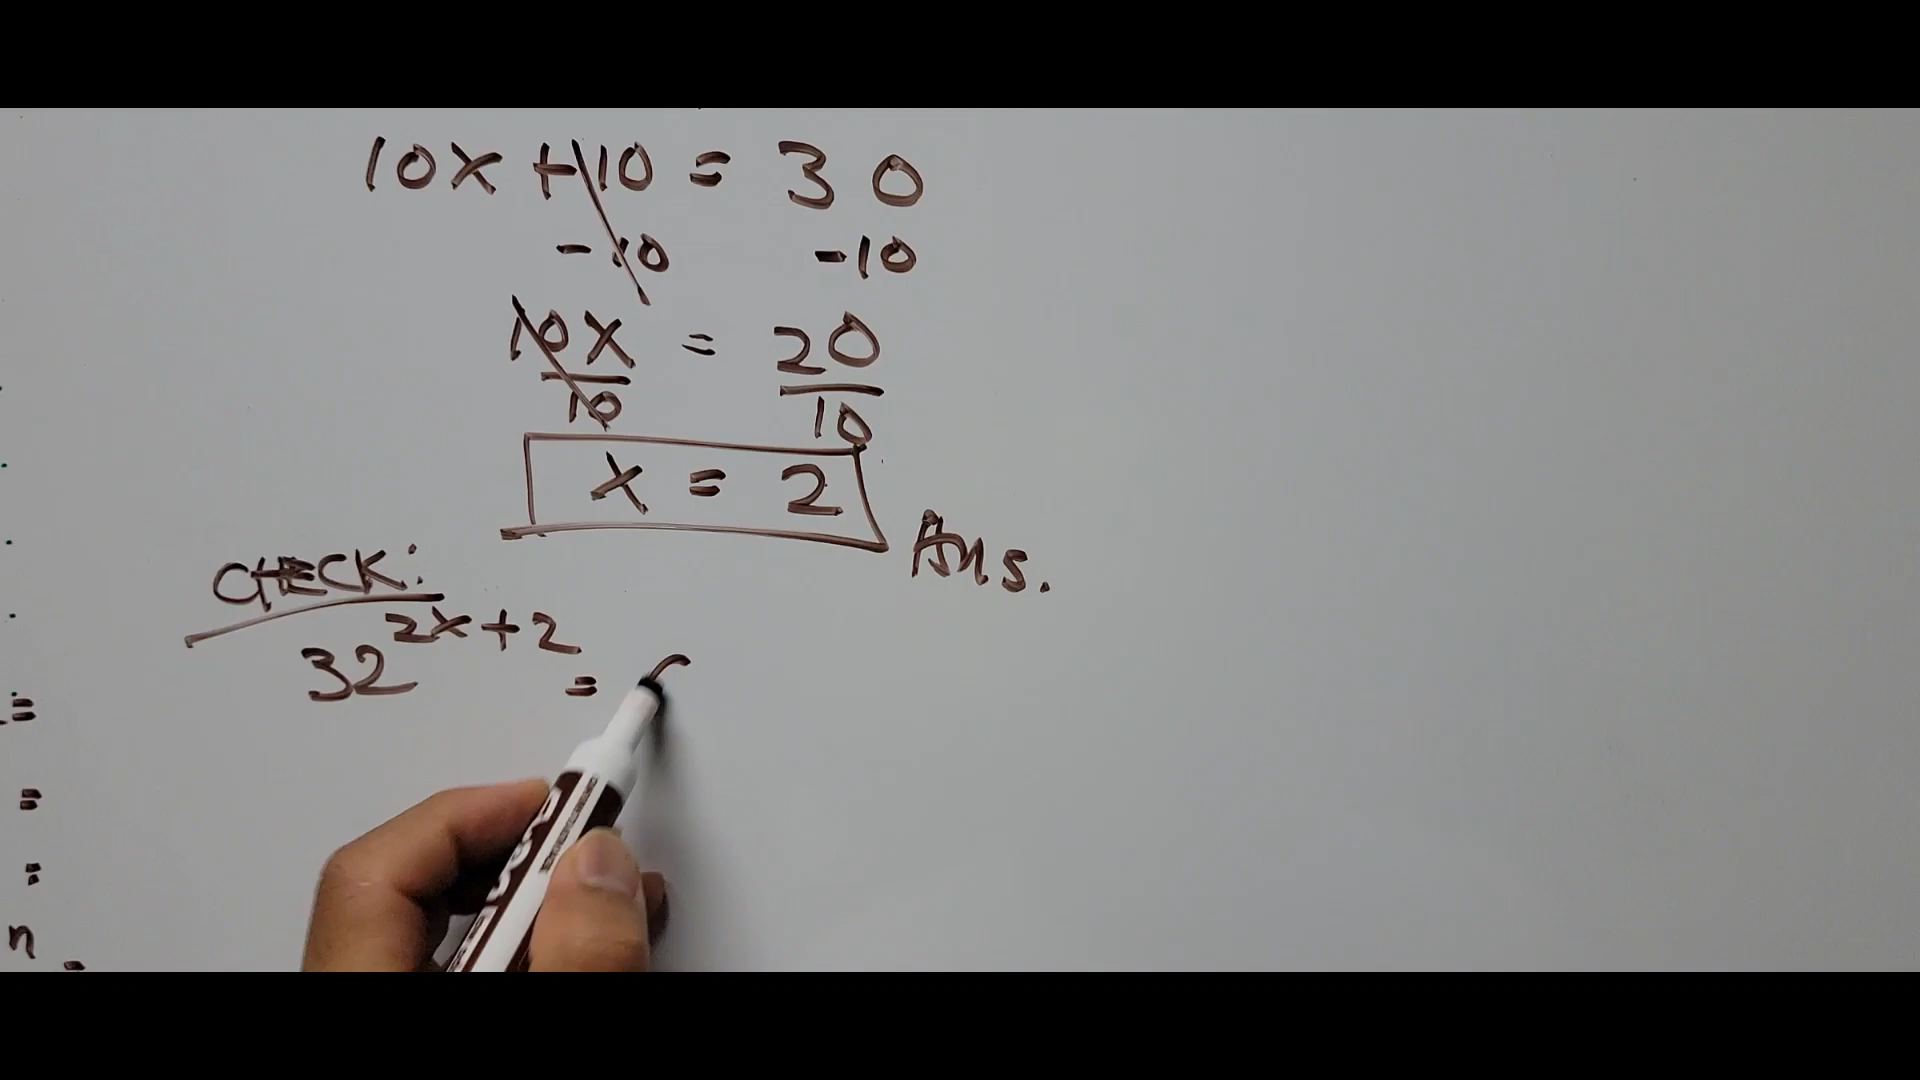 10x + 10 = 30
- 10 -10
10x = 20
10 10
x = 2
Ans.
CHECK:
32^2x+2 =
=
=
=
n